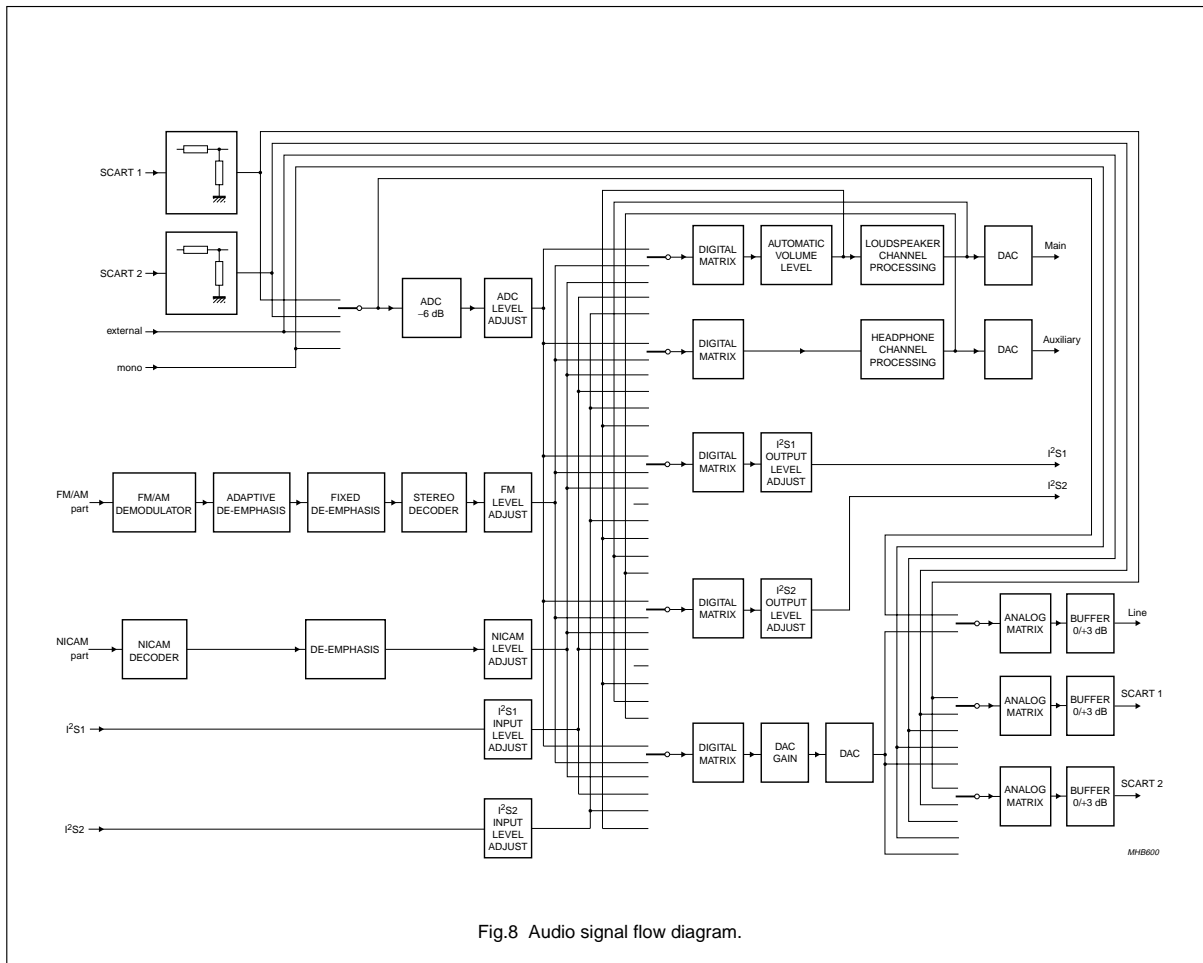 SCART 1
SCART 2
external
mono
ADC
−6 dB
ADC
LEVEL
ADJUST
FM/AM
part
FM/AM
DEMODULATOR
ADAPTIVE
DE-EMPHASIS
FIXED
DE-EMPHASIS
STEREO
DECODER
FM
LEVEL
ADJUST
NICAM
part
NICAM
DECODER
DE-EMPHASIS
NICAM
LEVEL
ADJUST
I²S1
I²S1
INPUT
LEVEL
ADJUST
I²S2
I²S2
INPUT
LEVEL
ADJUST
DIGITAL
MATRIX
AUTOMATIC
VOLUME
LEVEL
LOUDSPEAKER
CHANNEL
PROCESSING
DAC
Main
DIGITAL
MATRIX
HEADPHONE
CHANNEL
PROCESSING
DAC
Auxiliary
DIGITAL
MATRIX
I²S1
OUTPUT
LEVEL
ADJUST
I²S1
I²S2
DIGITAL
MATRIX
I²S2
OUTPUT
LEVEL
ADJUST
DIGITAL
MATRIX
DAC
GAIN
DAC
ANALOG
MATRIX
BUFFER
0/+3 dB
Line
ANALOG
MATRIX
BUFFER
0/+3 dB
SCART 1
ANALOG
MATRIX
BUFFER
0/+3 dB
SCART 2
MHB600
Fig.8 Audio signal flow diagram.